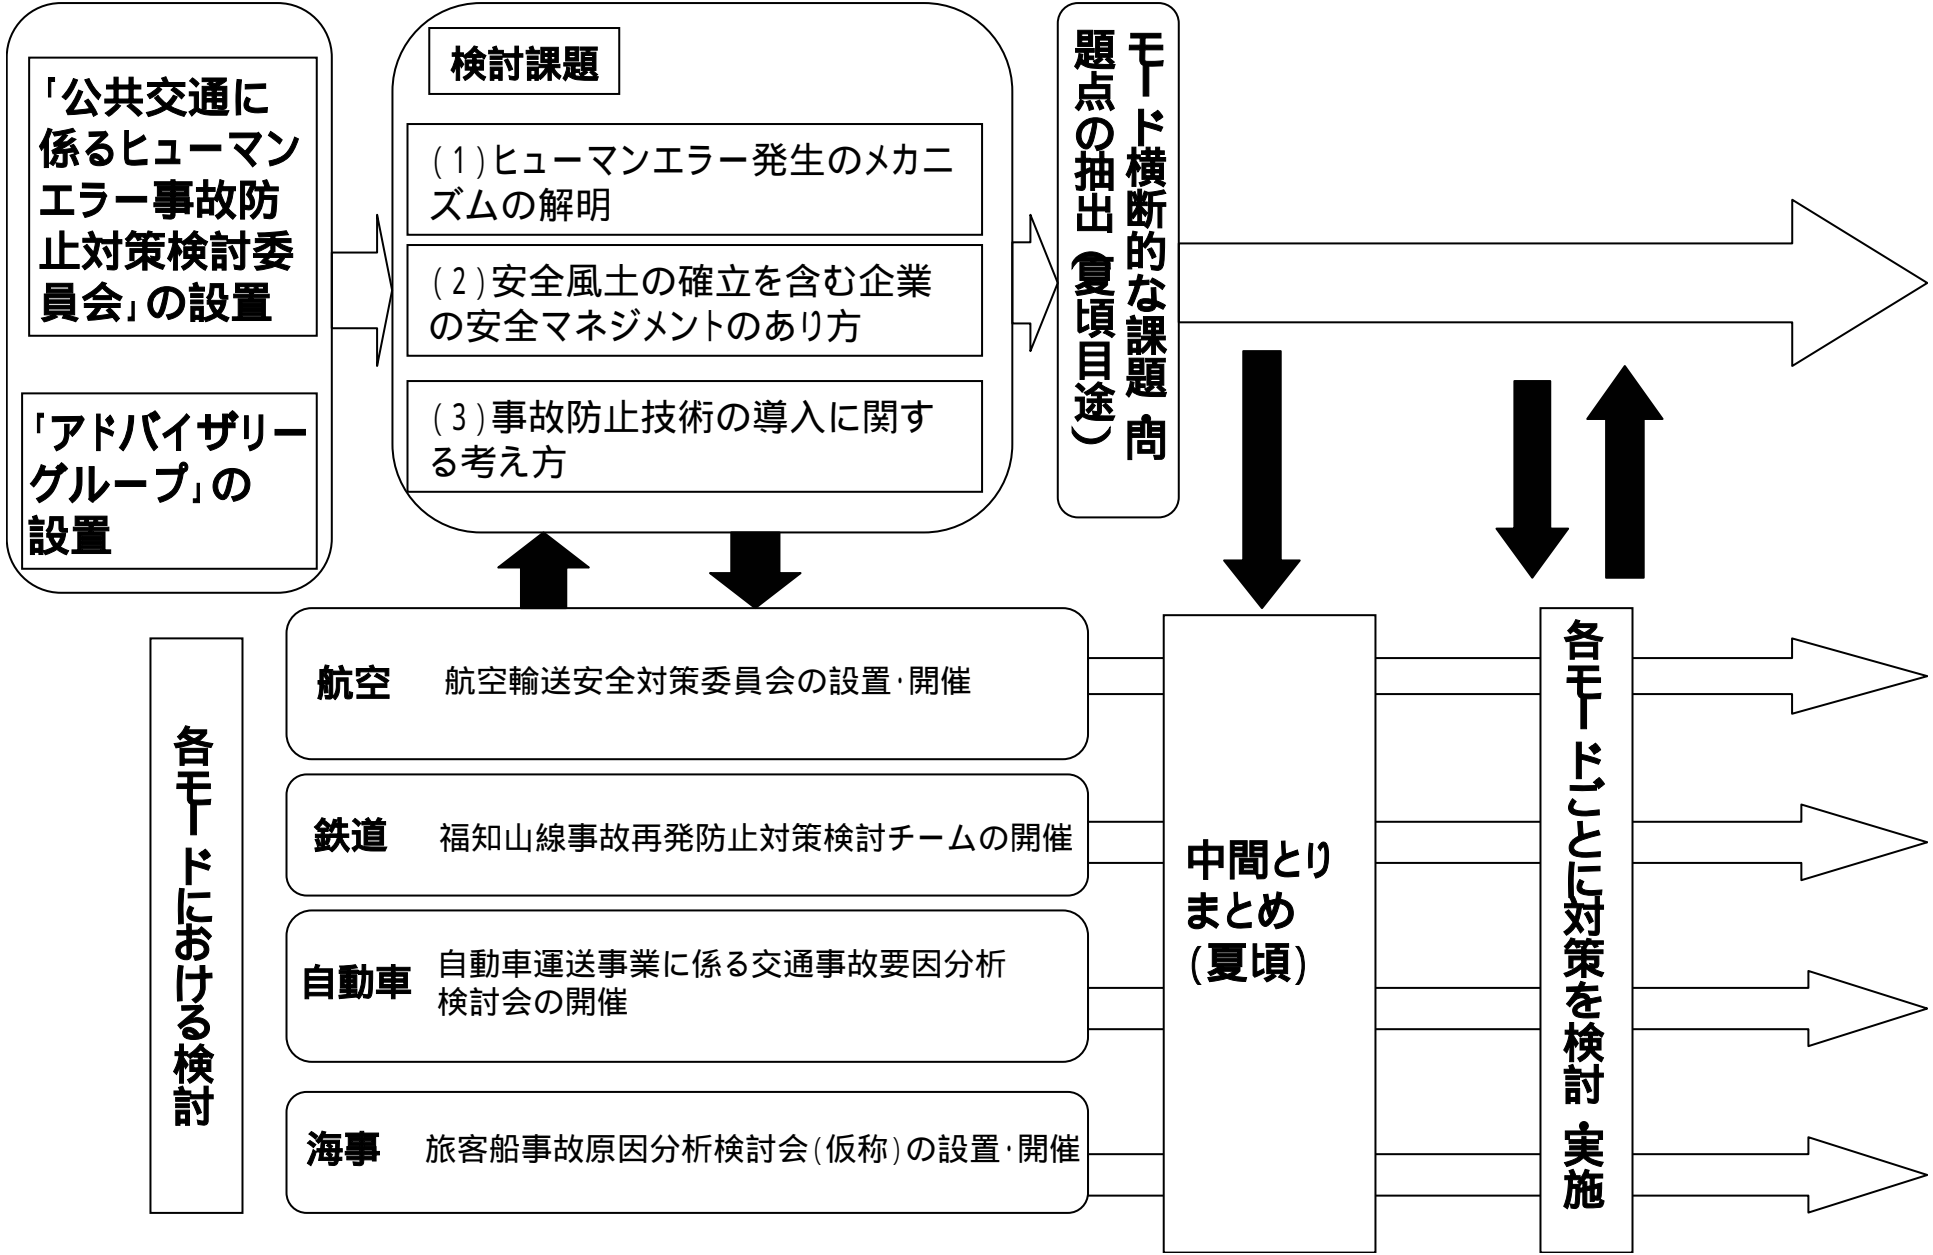 「公共交通に
係るヒューマン
エラー事故防
止対策検討委
員会」の設置
「アドバイザリー
グループ」の
設置
検討課題
(1)ヒューマンエラー発生のメカニ
ズムの解明
(2)安全風土の確立を含む企業
の安全マネジメントのあり方
(3)事故防止技術の導入に関す
る考え方
モード横断的な課題・問
題点の抽出(夏頃目途)
各モードにおける検討
航空 航空輸送安全対策委員会の設置・開催
鉄道 福知山線事故再発防止対策検討チームの開催
自動車 自動車運送事業に係る交通事故要因分析
検討会の開催
海事 旅客船事故原因分析検討会(仮称)の設置・開催
中間とり
まとめ
(夏頃)
各モードごとに対策を検討・実施